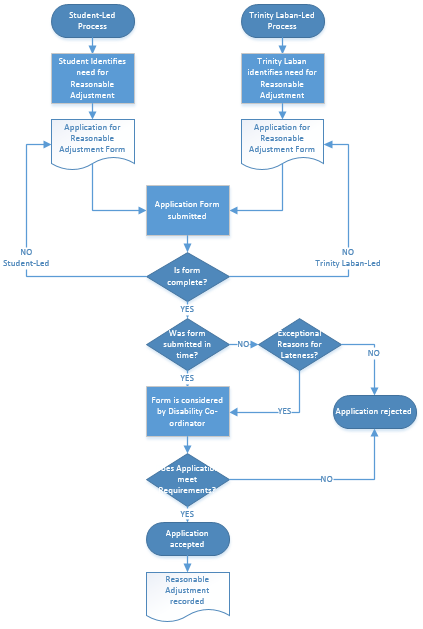 Student-Led
Process
Trinity Laban-Led
Process
Student Identifies
need for
Reasonable
Adjustment
Trinity Laban
identifies need for
Reasonable
Adjustment
Application for
Reasonable
Adjustment Form
Application for
Reasonable
Adjustment Form
Application Form
submitted
NO
Student-Led
Is form
complete?
NO
Trinity Laban-Led
YES
Was form
submitted in
time?
NO
Exceptional
Reasons for
Lateness?
NO
YES
Form is considered
by Disability Co-
ordinator
YES
Application rejected
Does Application
meet
Requirements?
NO
YES
Application
accepted
Reasonable
Adjustment
recorded